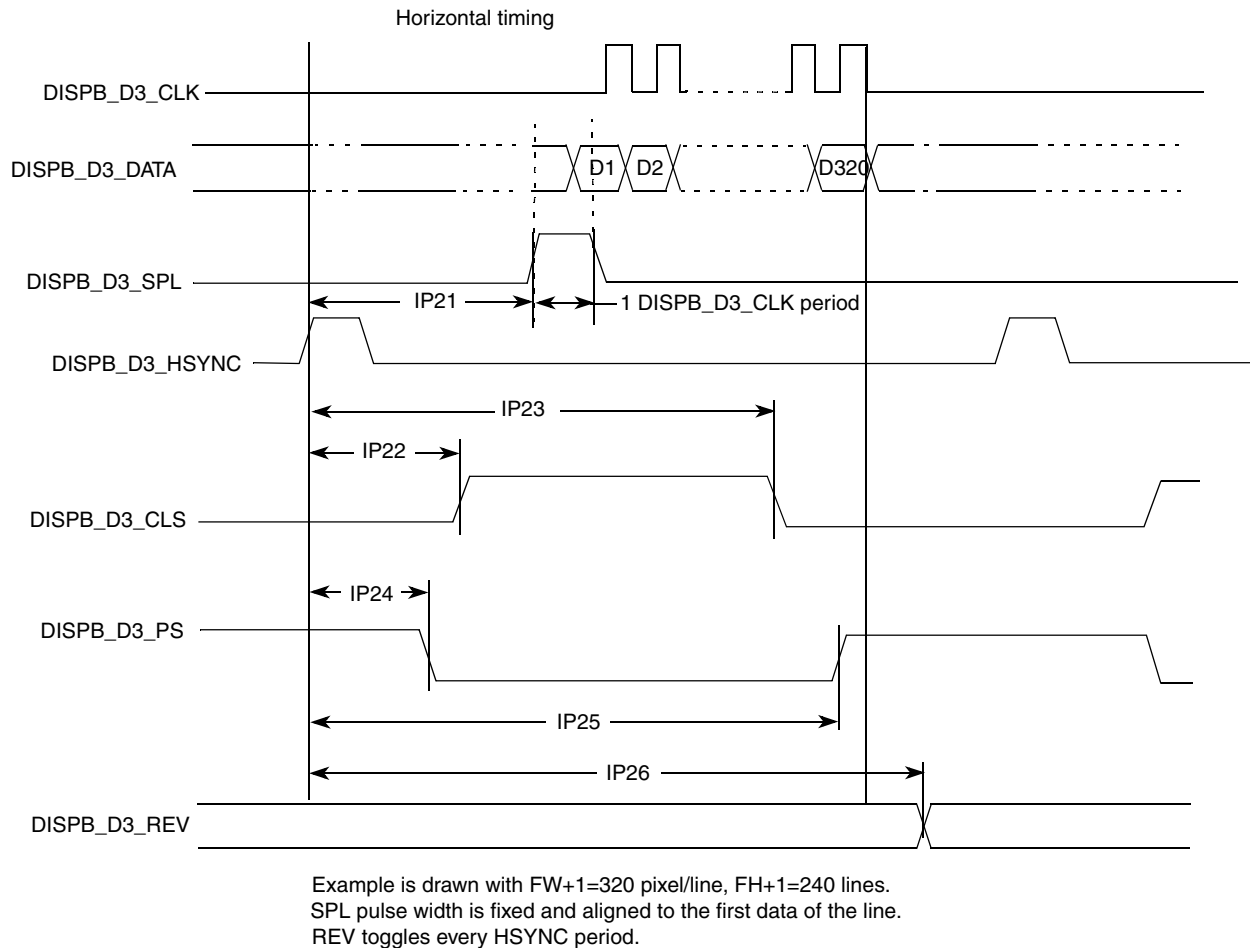 Horizontal timing
DISPB_D3_CLK
DISPB_D3_DATA
D1
D2
D320
DISPB_D3_SPL
IP21
1 DISPB_D3_CLK period
DISPB_D3_HSYNC
IP23
IP22
DISPB_D3_CLS
IP24
DISPB_D3_PS
IP25
IP26
DISPB_D3_REV
Example is drawn with FW+1=320 pixel/line, FH+1=240 lines.
SPL pulse width is fixed and aligned to the first data of the line.
REV toggles every HSYNC period.